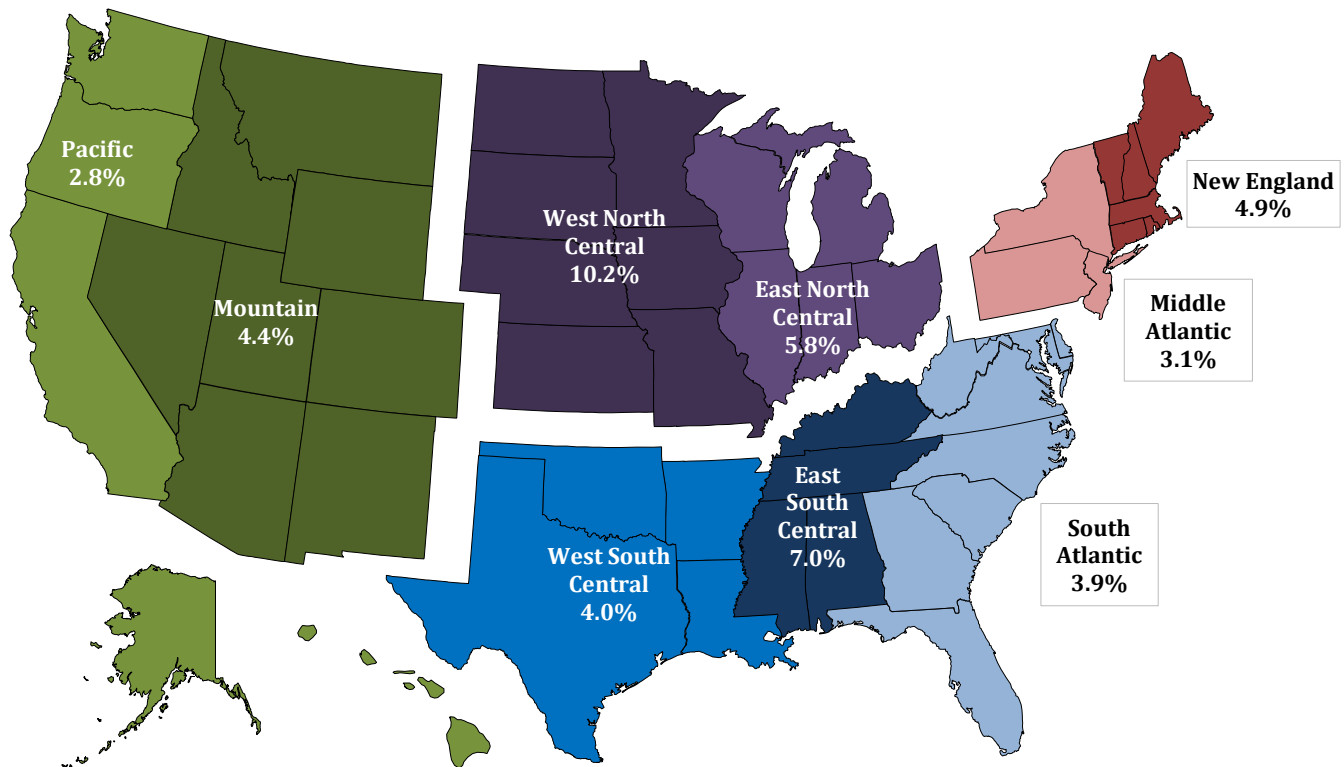 Pacific
2.8%
Mountain
4.4%
West North
Central
10.2%
East North
Central
5.8%
New England
4.9%
Middle
Atlantic
3.1%
West South
Central
4.0%
East
South
Central
7.0%
South
Atlantic
3.9%